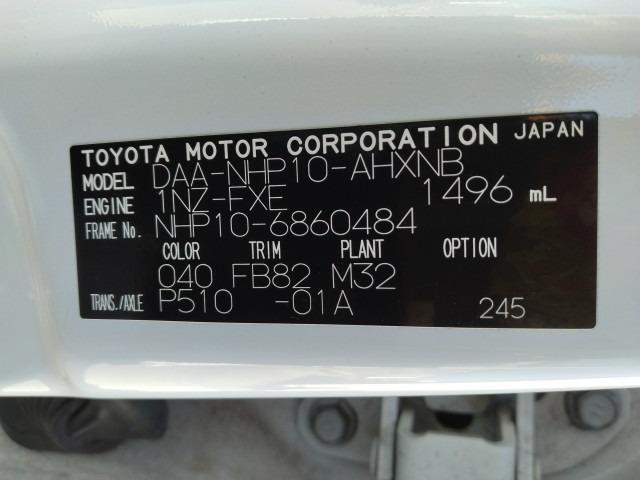 TOYOTA MOTOR CORPORATION JAPAN
MODEL DAA-NHP10-AHXNB
ENGINE 1NZ-FXE 1496 mL
FRAME No. NHP10-6860484
COLOR TRIM PLANT OPTION
040 FB82 M32
TRANS./AXLE P510 -01A 245